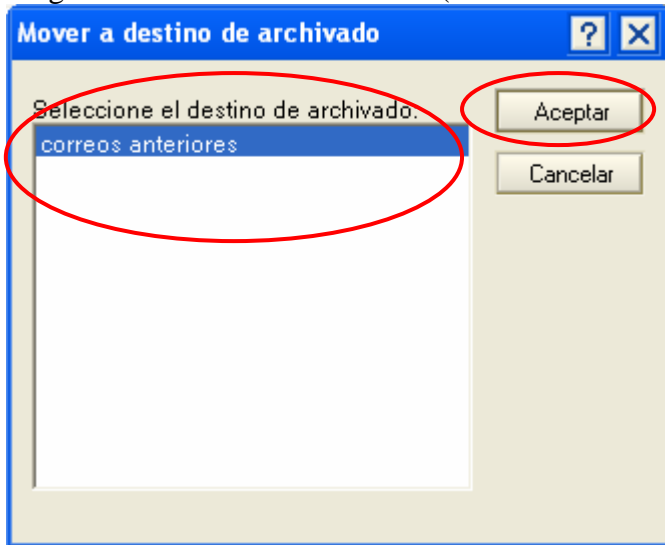 Mover a destino de archivado
Seleccione el destino de archivado.
Aceptar
correos anteriores
Cancelar